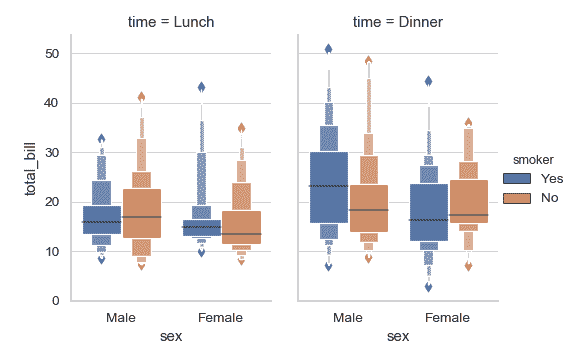 time = Lunch
time = Dinner
total_bill
50
40
30
20
10
0
Male
Female
Male
Female
sex
sex
smoker
Yes
No